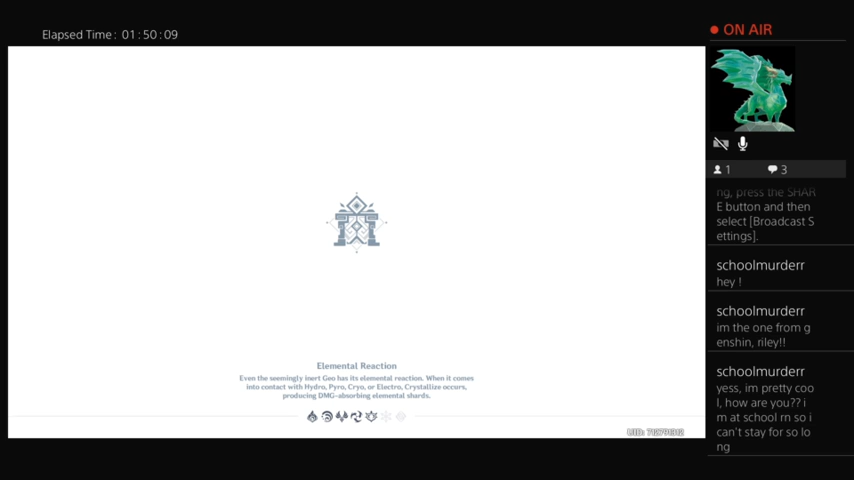 Elapsed Time: 01:50:09
ON AIR
1
3
ng, press the SHAR
E button and then
select [Broadcast S
ettings].
schoolmurderr
hey !
schoolmurderr
im the one from g
enshin, riley!!
schoolmurderr
yess, im pretty coo
l, how are you?? i
m at school rn so i
can't stay for so lo
ng
Elemental Reaction
Even the seemingly inert Geo has its elemental reaction. When it comes
into contact with Hydro, Pyro, Cryo, or Electro, Crystallize occurs,
producing DMG-absorbing elemental shards.